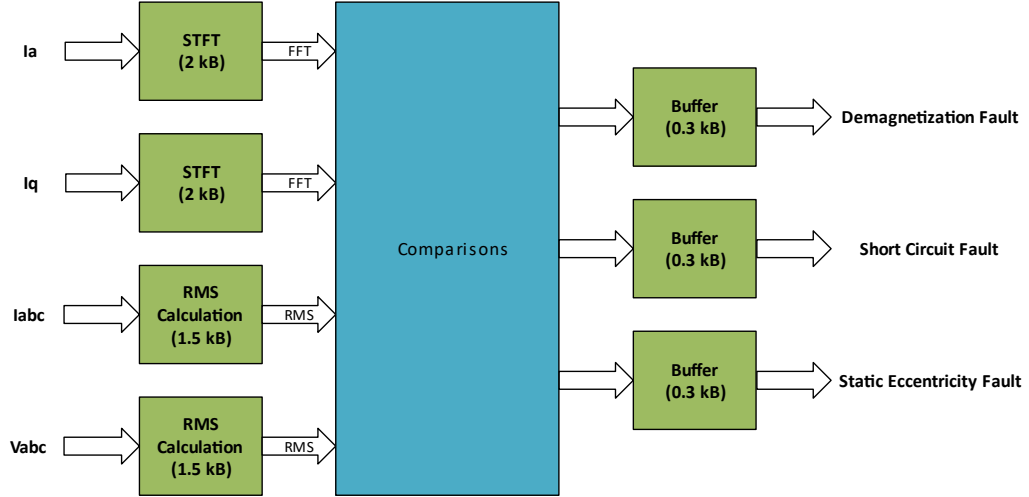 Ia
STFT
(2 kB)
FFT
Iq
STFT
(2 kB)
FFT
Iabc
RMS
Calculation
(1.5 kB)
RMS
Vabc
RMS
Calculation
(1.5 kB)
RMS
Comparisons
Buffer
(0.3 kB)
Demagnetization Fault
Buffer
(0.3 kB)
Short Circuit Fault
Buffer
(0.3 kB)
Static Eccentricity Fault